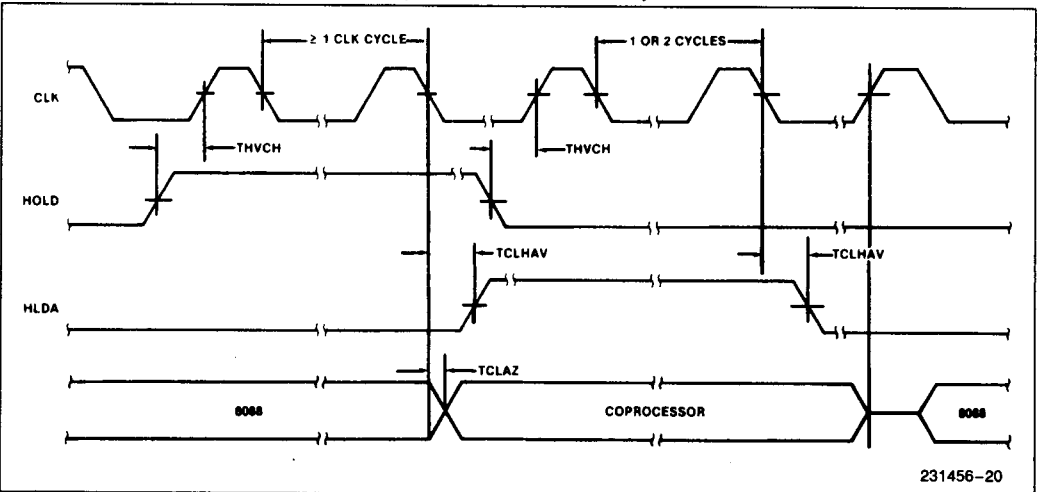 ≥ 1 CLK CYCLE
1 OR 2 CYCLES
CLK
THVCH
THVCH
HOLD
TCLHAV
TCLHAV
HLDA
TCLAZ
8088
COPROCESSOR
8088
231456-20